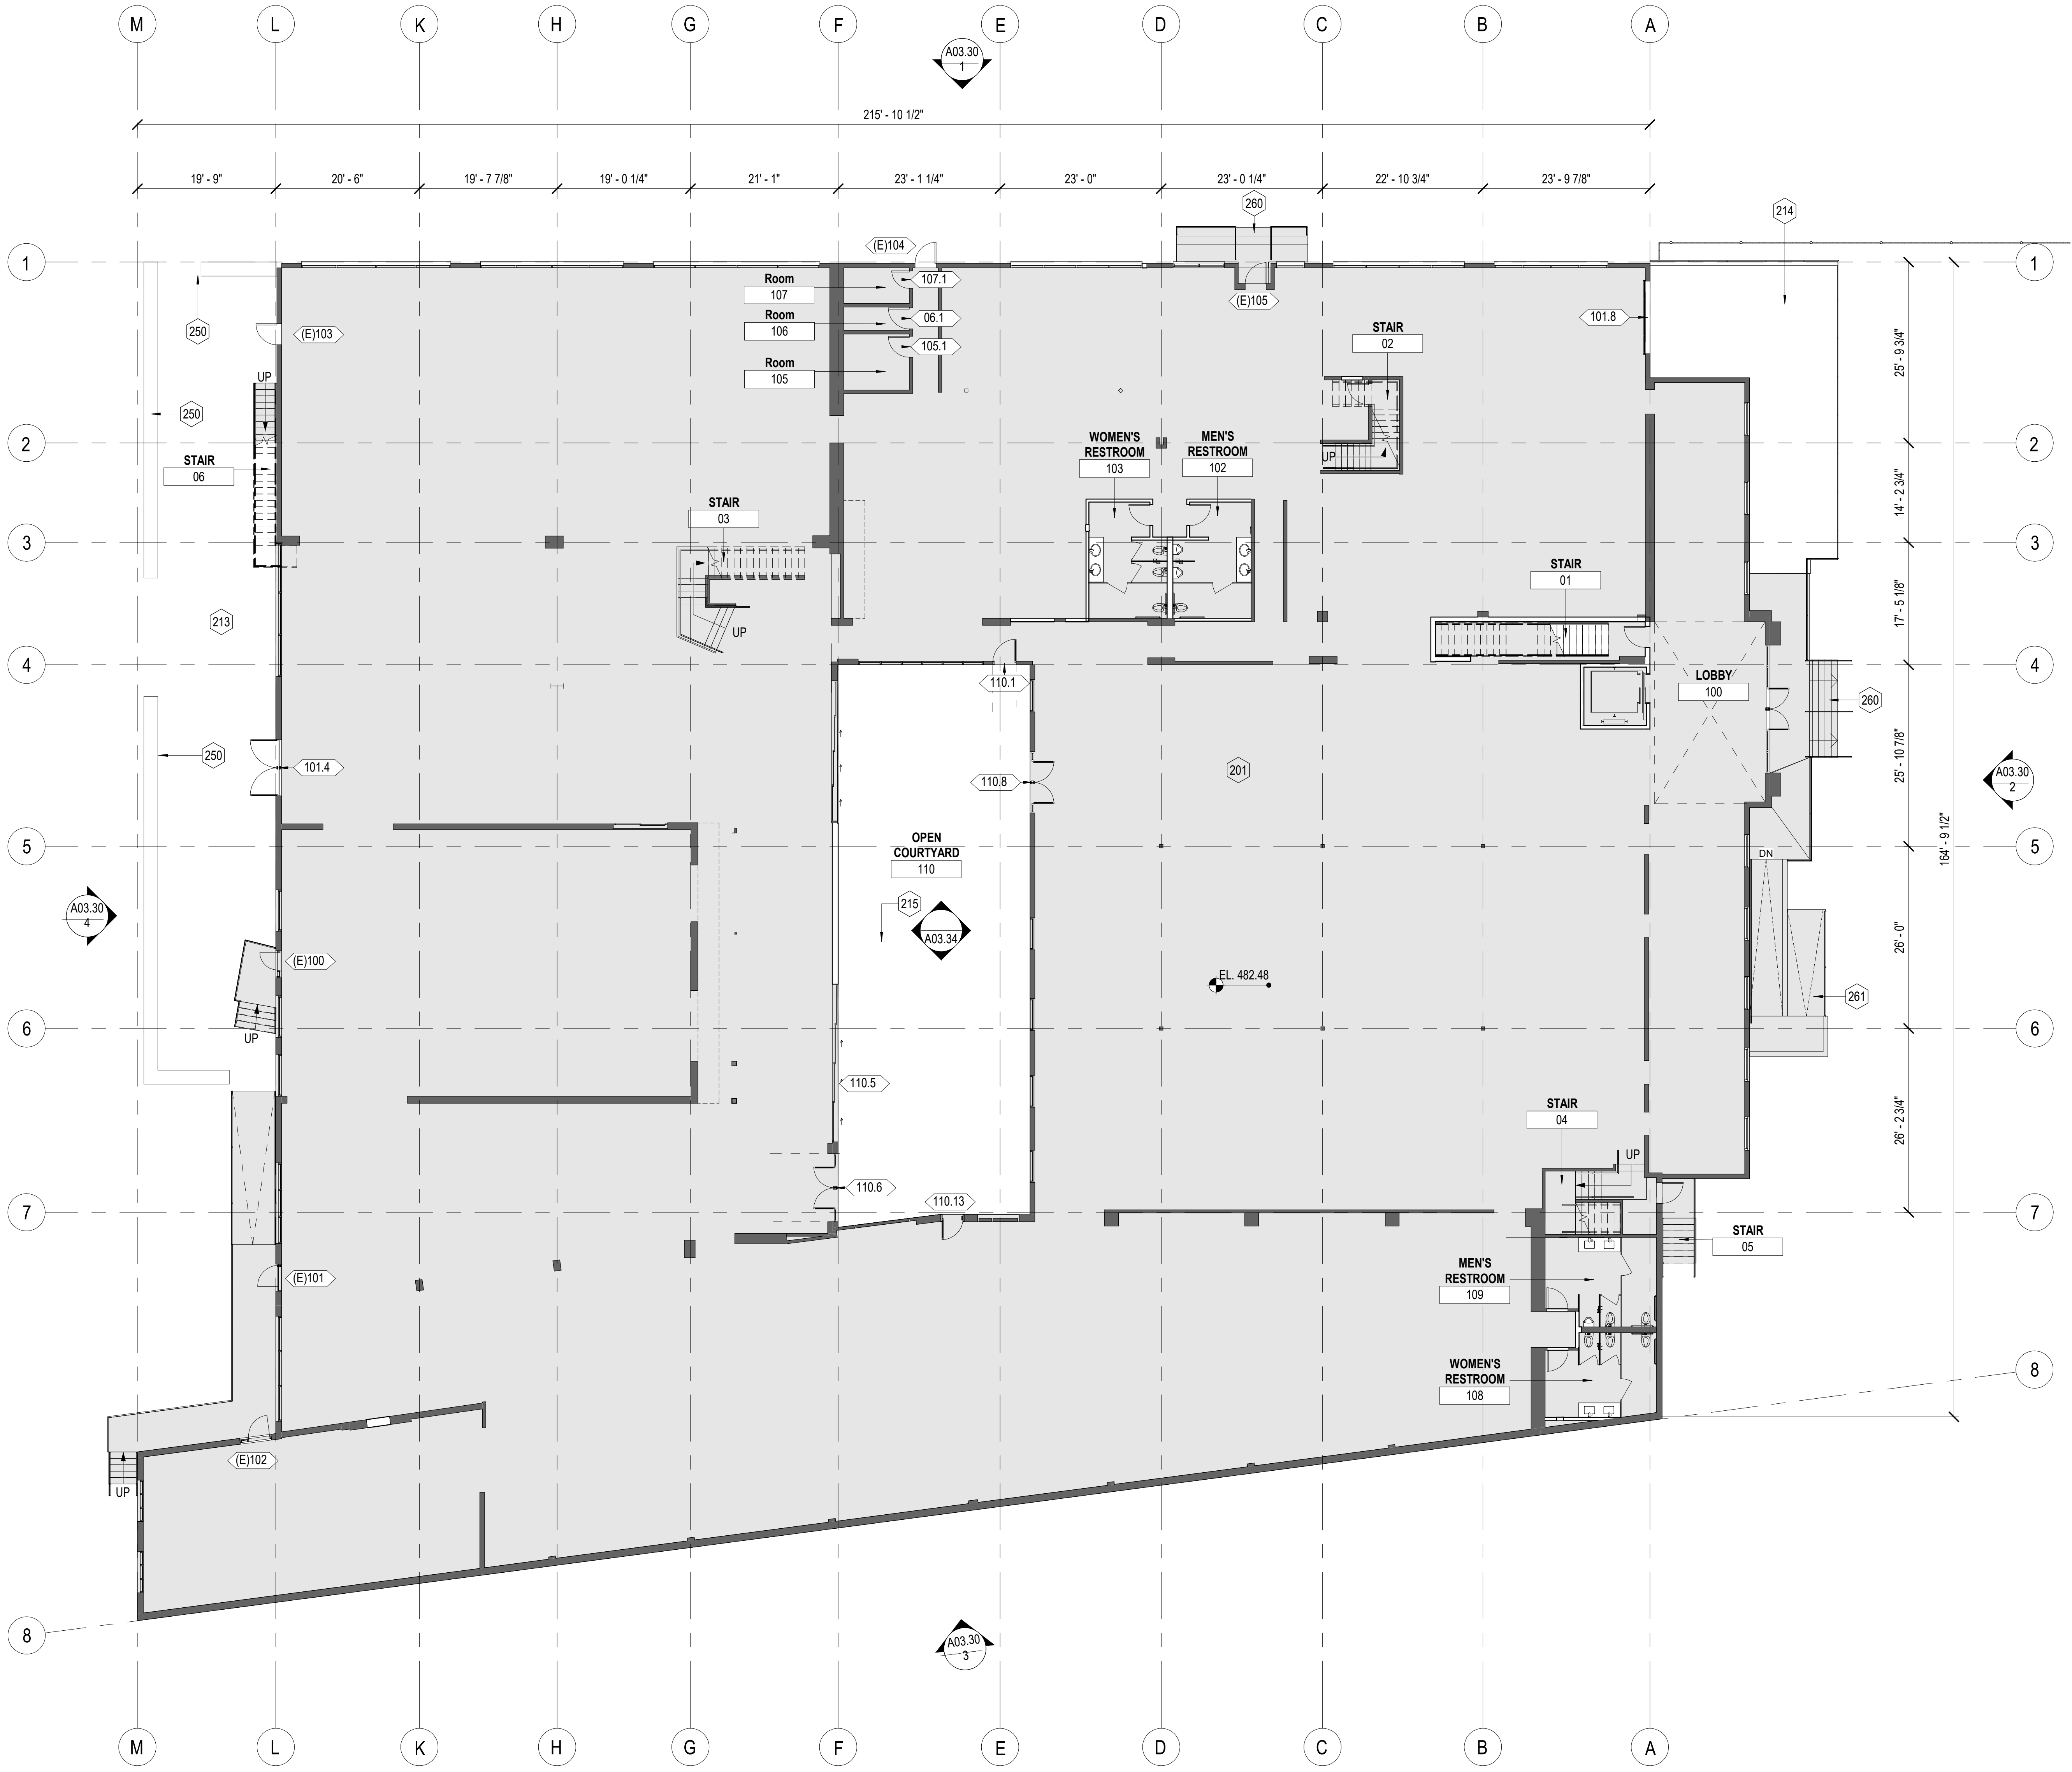 M L K H G F E D C B A
A03.30
1
215' - 10 1/2"
19' - 9" 20' - 6" 19' - 7 7/8" 19' - 0 1/4" 21' - 1" 23' - 1 1/4" 23' - 0" 23' - 0 1/4" 22' - 10 3/4" 23' - 9 7/8"
260
214
(E)104
1
1
Room
107
107.1
(E)105
250
(E)103
Room
106
06.1
101.8
STAIR
02
25' - 9 3/4"
Room
105
105.1
UP
250
2
2
WOMEN'S
RESTROOM
103
MEN'S
RESTROOM
102
UP
STAIR
06
14' - 2 3/4"
STAIR
03
3
3
STAIR
01
17' - 5 1/8"
213
UP
4
4
110.1
LOBBY
100
260
250
101.4
110.8
201
25' - 10 7/8"
A03.30
2
5
5
OPEN
COURTYARD
110
DN
164' - 9 1/2"
215
A03.30
4
A03.34
26' - 0"
(E)100
EL. 482.48
261
6
6
UP
110.5
STAIR
04
26' - 2 3/4"
UP
110.6
110.13
7
7
STAIR
05
(E)101
MEN'S
RESTROOM
109
WOMEN'S
RESTROOM
108
8
(E)102
UP
8
A03.30
3
M L K H G F E D C B A